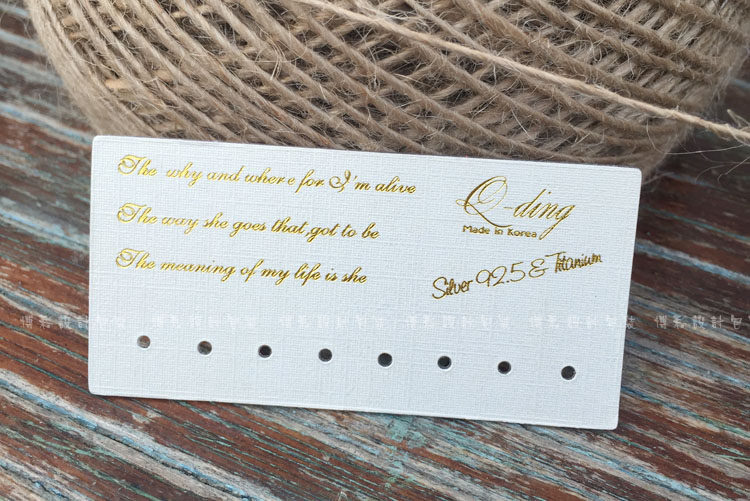 The why and where for I'm alive
The way she goes that got to be
The meaning of my life is she
Q-ding
Made in Korea
Silver 92.5 & Titanium